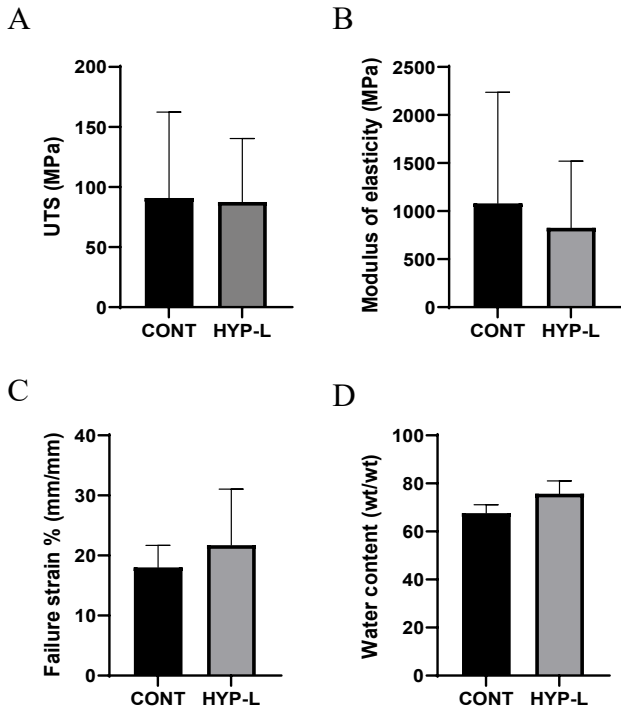 A
UTS (MPa)
200
150
100
50
0
CONT HYP-L
B
Modulus of elasticity (MPa)
2500
2000
1500
1000
500
0
CONT HYP-L
C
Failure strain % (mm/mm)
40
30
20
10
0
CONT HYP-L
D
Water content (wt/wt)
100
80
60
40
20
0
CONT HYP-L